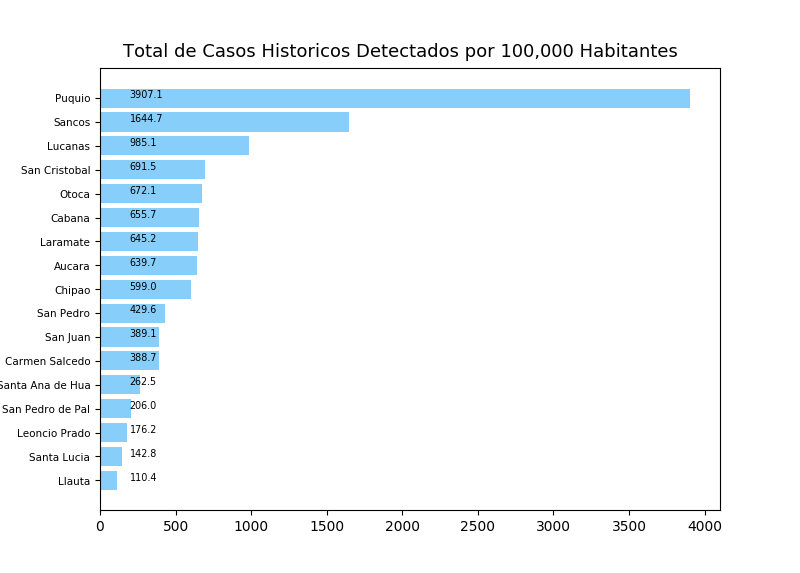 Total de Casos Historicos Detectados por 100,000 Habitantes
Puquio 3907.1
Sancos 1644.7
Lucanas 985.1
San Cristobal 691.5
Otoca 672.1
Cabana 655.7
Laramate 645.2
Aucara 639.7
Chipao 599.0
San Pedro 429.6
San Juan 389.1
Carmen Salcedo 388.7
Santa Ana de Hua 262.5
San Pedro de Pal 206.0
Leoncio Prado 176.2
Santa Lucia 142.8
Llauta 110.4
0 500 1000 1500 2000 2500 3000 3500 4000